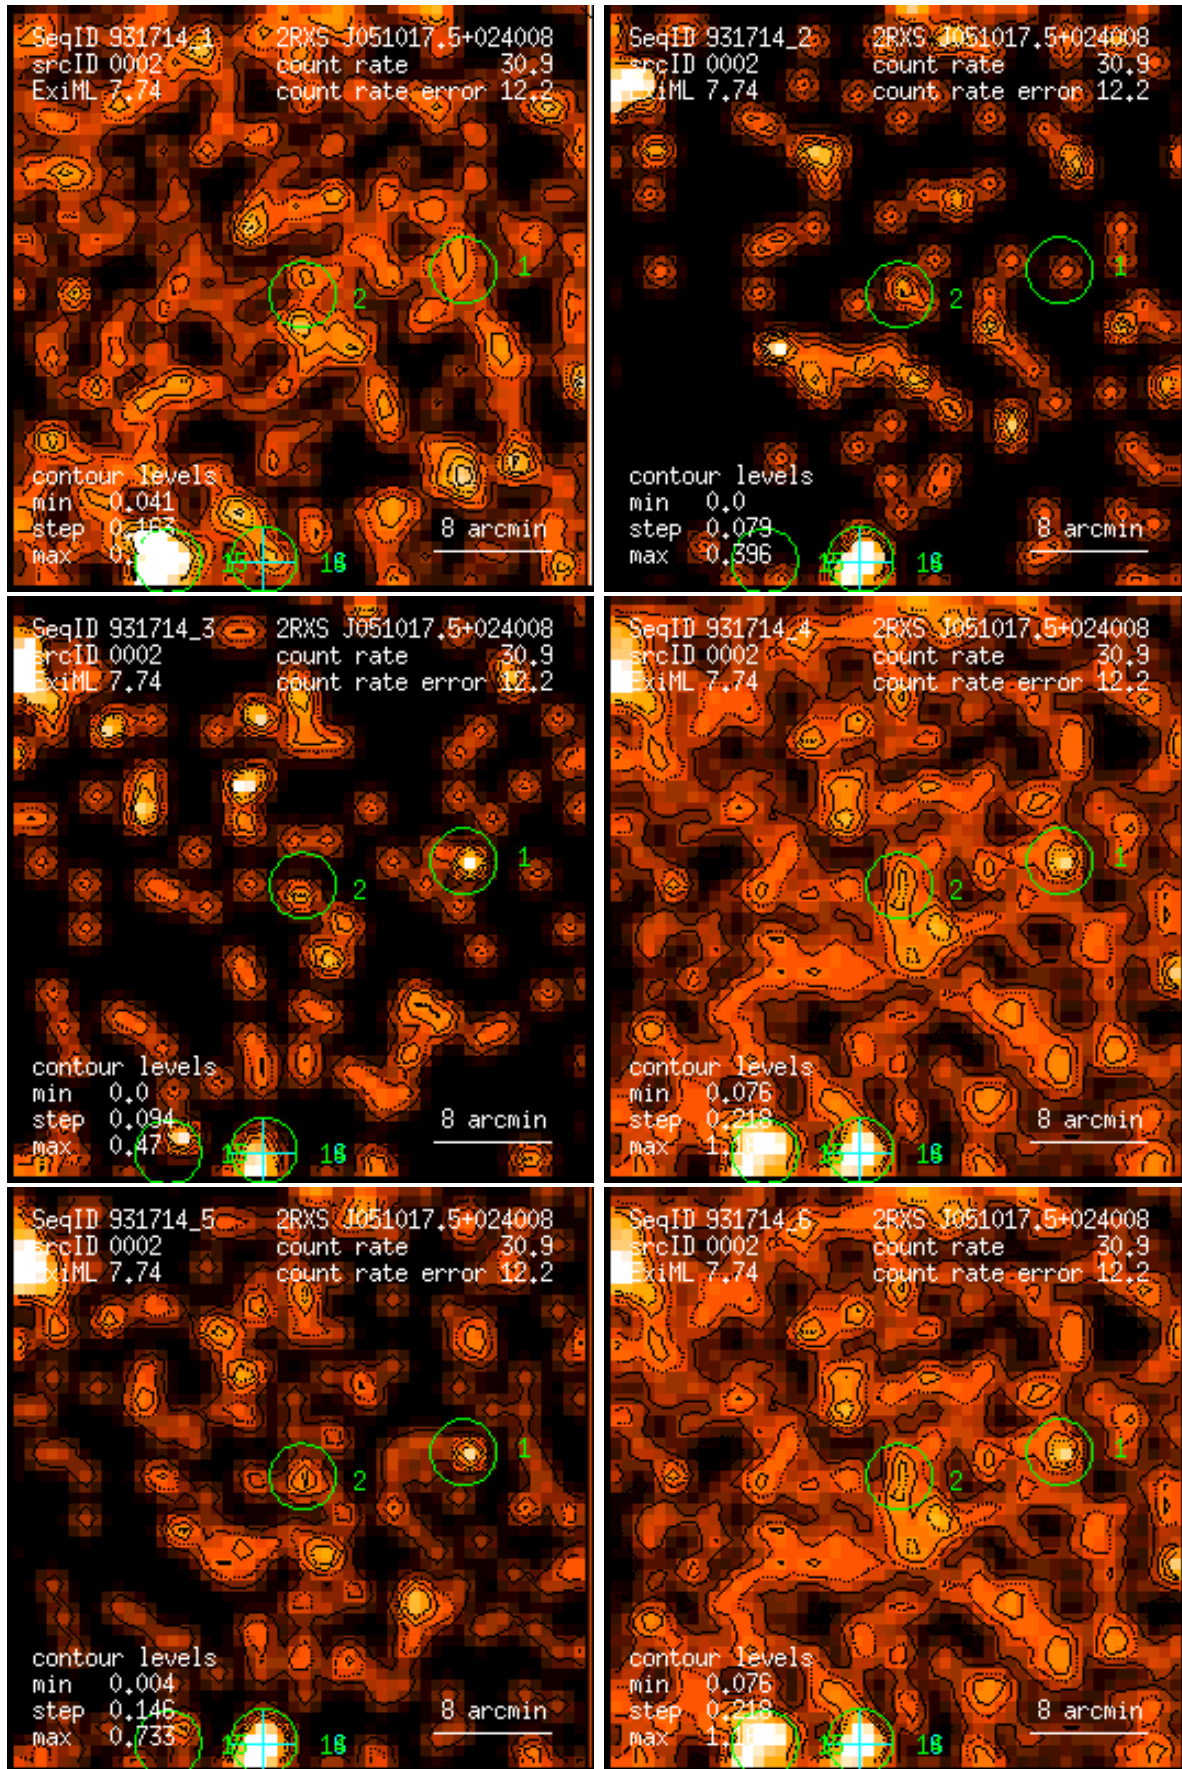 SeqID 931714_1 2RXS J051017.5+024008
srcID 0002 count rate 30.9
ExiML 7.74 count rate error 12.2
1
2
contour levels
min 0.041
step 0.163
max 0.
8 arcmin
SeqID 931714_2 2RXS J051017.5+024008
srcID 0002 count rate 30.9
ExiML 7.74 count rate error 12.2
1
2
contour levels
min 0.0
step 0.079
max 0.396
8 arcmin
SeqID 931714_3 2RXS J051017.5+024008
srcID 0002 count rate 30.9
ExiML 7.74 count rate error 12.2
1
2
contour levels
min 0.0
step 0.094
max 0.47
8 arcmin
SeqID 931714_4 2RXS J051017.5+024008
srcID 0002 count rate 30.9
ExiML 7.74 count rate error 12.2
1
2
contour levels
min 0.076
step 0.218
max 1.1
8 arcmin
SeqID 931714_5 2RXS J051017.5+024008
srcID 0002 count rate 30.9
ExiML 7.74 count rate error 12.2
1
2
contour levels
min 0.004
step 0.146
max 0.733
8 arcmin
SeqID 931714_6 2RXS J051017.5+024008
srcID 0002 count rate 30.9
ExiML 7.74 count rate error 12.2
1
2
contour levels
min 0.076
step 0.218
max 1.1
8 arcmin